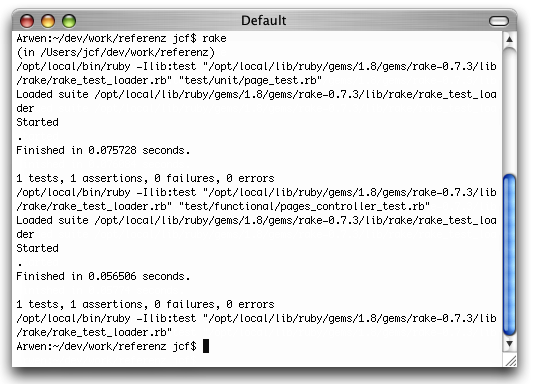 Default
Arwen:~/dev/work/referenz jcf$ rake
(in /Users/jcf/dev/work/referenz)
/opt/local/bin/ruby -Ilib:test "/opt/local/lib/ruby/gems/1.8/gems/rake-0.7.3/lib
/rake/rake_test_loader.rb" "test/unit/page_test.rb"
Loaded suite /opt/local/lib/ruby/gems/1.8/gems/rake-0.7.3/lib/rake/rake_test_loa
der
Started
.
Finished in 0.075728 seconds.
1 tests, 1 assertions, 0 failures, 0 errors
/opt/local/bin/ruby -Ilib:test "/opt/local/lib/ruby/gems/1.8/gems/rake-0.7.3/lib
/rake/rake_test_loader.rb" "test/functional/pages_controller_test.rb"
Loaded suite /opt/local/lib/ruby/gems/1.8/gems/rake-0.7.3/lib/rake/rake_test_loa
der
Started
.
Finished in 0.056506 seconds.
1 tests, 1 assertions, 0 failures, 0 errors
/opt/local/bin/ruby -Ilib:test "/opt/local/lib/ruby/gems/1.8/gems/rake-0.7.3/lib
/rake/rake_test_loader.rb"
Arwen:~/dev/work/referenz jcf$